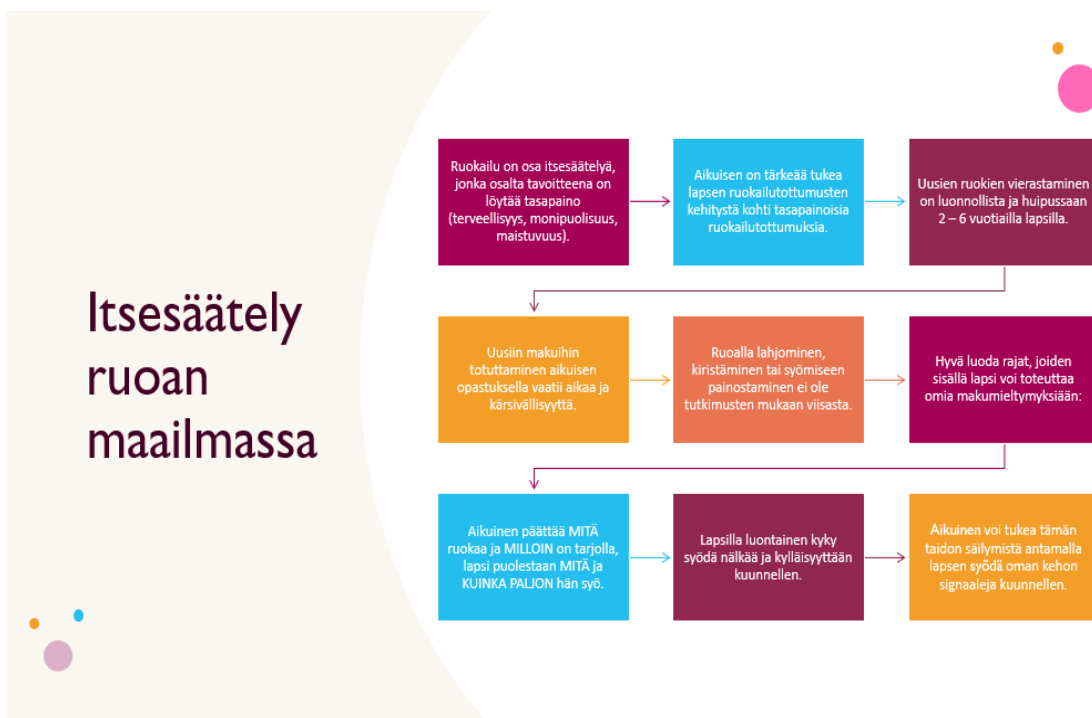 Itsesäätely
ruoan
maailmassa
Ruokailu on osa itsesäätelyä,
jonka osalta tavoitteena on
löytää tasapaino
(terveellisyys, monipuolisuus,
maistuvuus).
Aikuisen on tärkeää tukea
lapsen ruokailutottumusten
kehitystä kohti tasapainoisia
ruokailutottumuksia.
Uusien ruokien vierastaminen
on luonnollista ja huipussaan
2 – 6 vuotiailla lapsilla.
Uusiin makuihin
totuttaminen aikuisen
opastuksella vaatii aikaa ja
kärsivällisyyttä.
Ruoalla lahjominen,
kiristäminen tai syömiseen
painostaminen ei ole
tutkimusten mukaan viisasta.
Hyvä luoda rajat, joiden
sisällä lapsi voi toteuttaa
omia makumieltymyksiään:
Aikuinen päättää MITÄ
ruokaa ja MILLOIN on tarjolla,
lapsi puolestaan MITÄ ja
KUINKA PALJON hän syö.
Lapsilla luontainen kyky
syödä nälkää ja kylläisyyttään
kuunnellen.
Aikuinen voi tukea tämän
taidon säilymistä antamalla
lapsen syödä oman kehon
signaaleja kuunnellen.